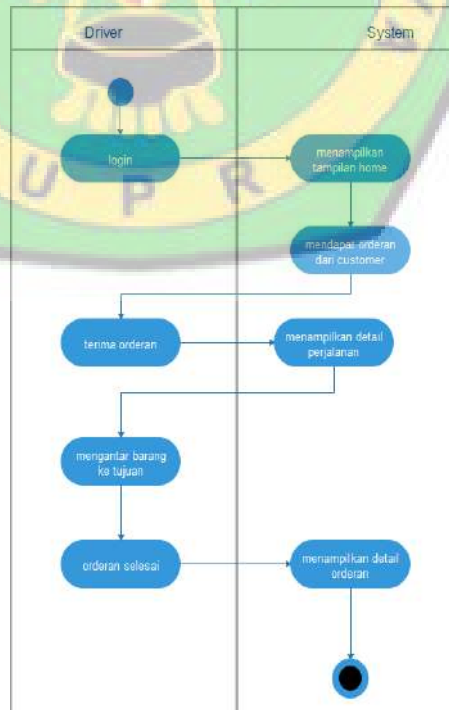 Driver
System
login
menampilkan
tampilan home
mendapat orderan
dari customer
terima orderan
menampilkan detail
perjalanan
mengantar barang
ke tujuan
orderan selesai
menampilkan detail
orderan
U P R